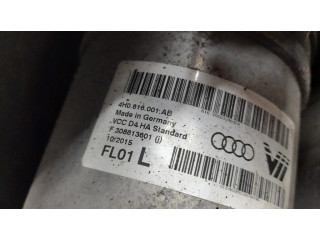 4H0.616.001.AB
Made in Germany
VCC D4 HA Standard
F 308813601 (j)
10/2015
FL01 L